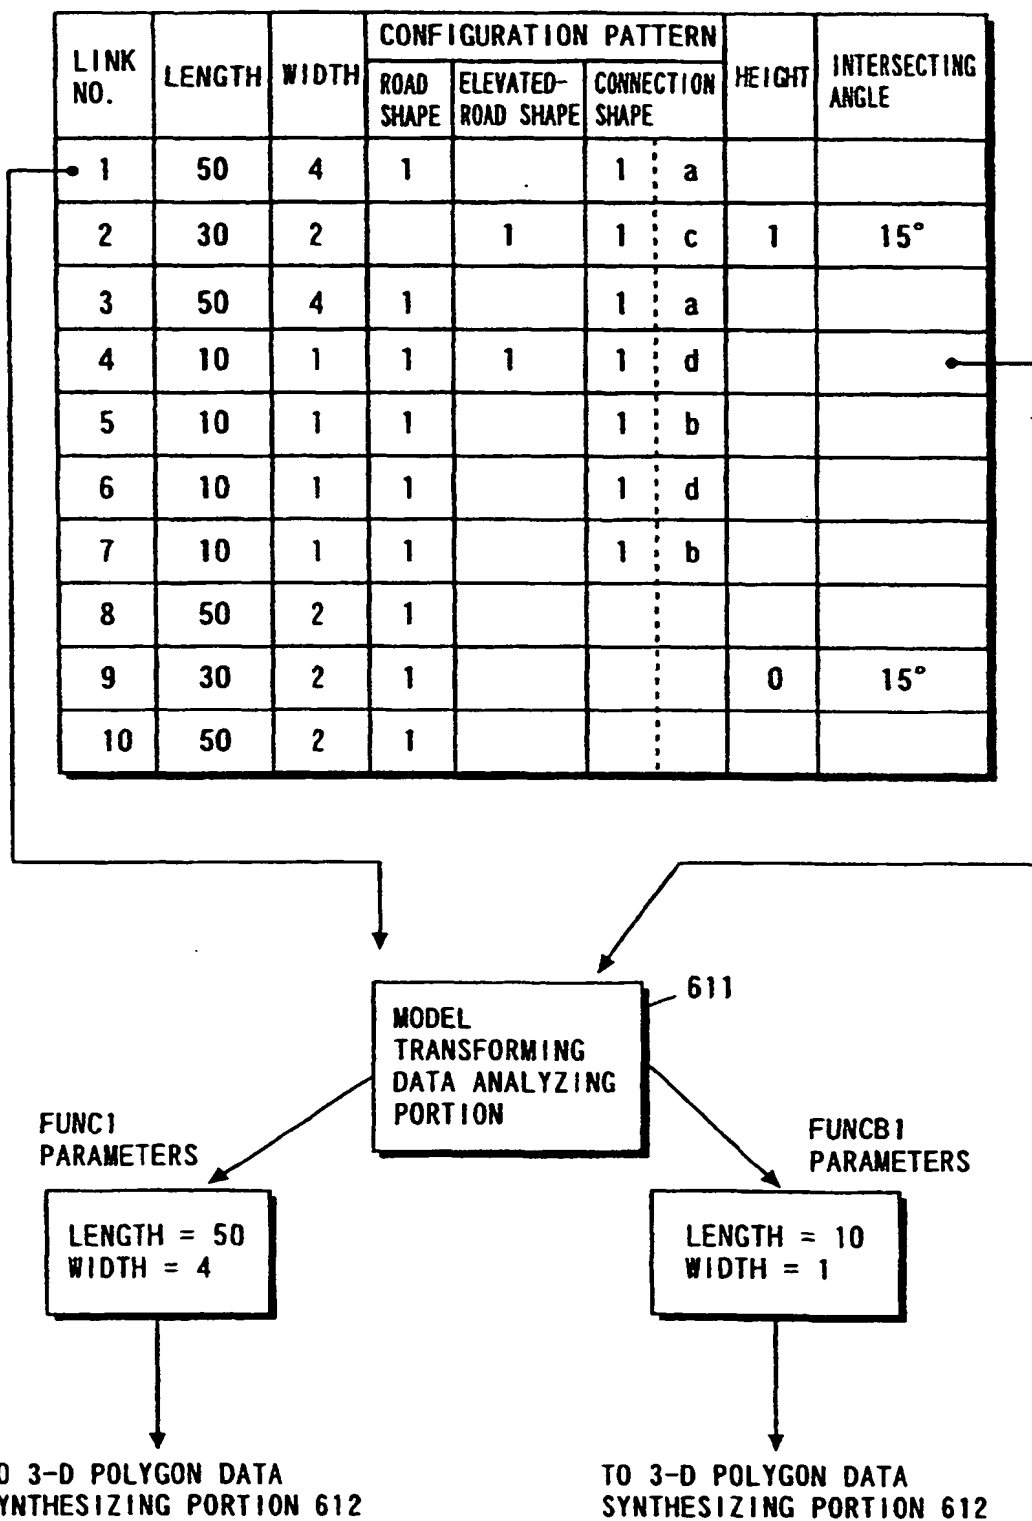 LINK NO. LENGTH WIDTH CONFIGURATION PATTERN HEIGHT INTERSECTING ANGLE
ROAD SHAPE ELEVATED-ROAD SHAPE CONNECTION SHAPE
1 50 4 1 1 a
2 30 2 1 1 c 1 15°
3 50 4 1 1 a
4 10 1 1 1 1 d
5 10 1 1 1 b
6 10 1 1 1 d
7 10 1 1 1 b
8 50 2 1
9 30 2 1 0 15°
10 50 2 1
611
MODEL
TRANSFORMING
DATA ANALYZING
PORTION
FUNC1
PARAMETERS
LENGTH = 50
WIDTH = 4
FUNCB1
PARAMETERS
LENGTH = 10
WIDTH = 1
O 3-D POLYGON DATA
YNTHESIZING PORTION 612
TO 3-D POLYGON DATA
SYNTHESIZING PORTION 612